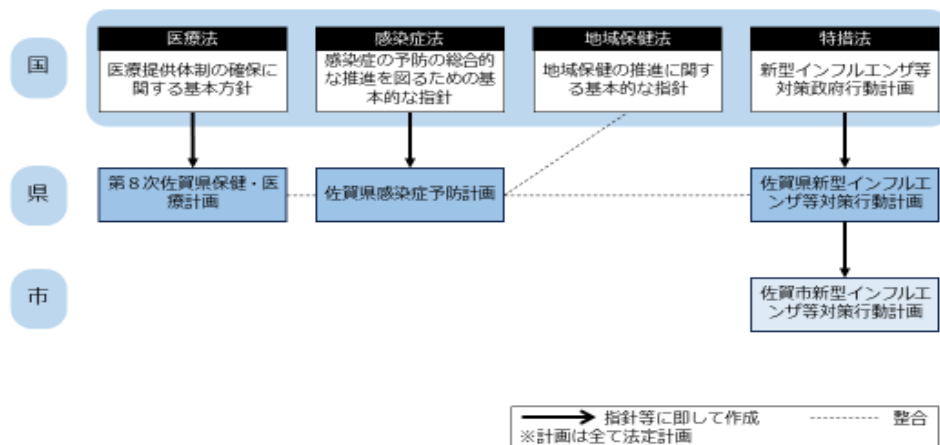 国
医療法
医療提供体制の確保に
関する基本方針
感染症法
感染症の予防の総合的
な推進を図るための基
本的な指針
地域保健法
地域保健の推進に関す
る基本的な指針
特措法
新型インフルエンザ等
対策政府行動計画
県
第8次佐賀県保健・医
療計画
佐賀県感染症予防計画
佐賀県新型インフルエ
ンザ等対策行動計画
市
佐賀市新型インフルエ
ンザ等対策行動計画
指針等に即して作成
整合
※計画は全て法定計画